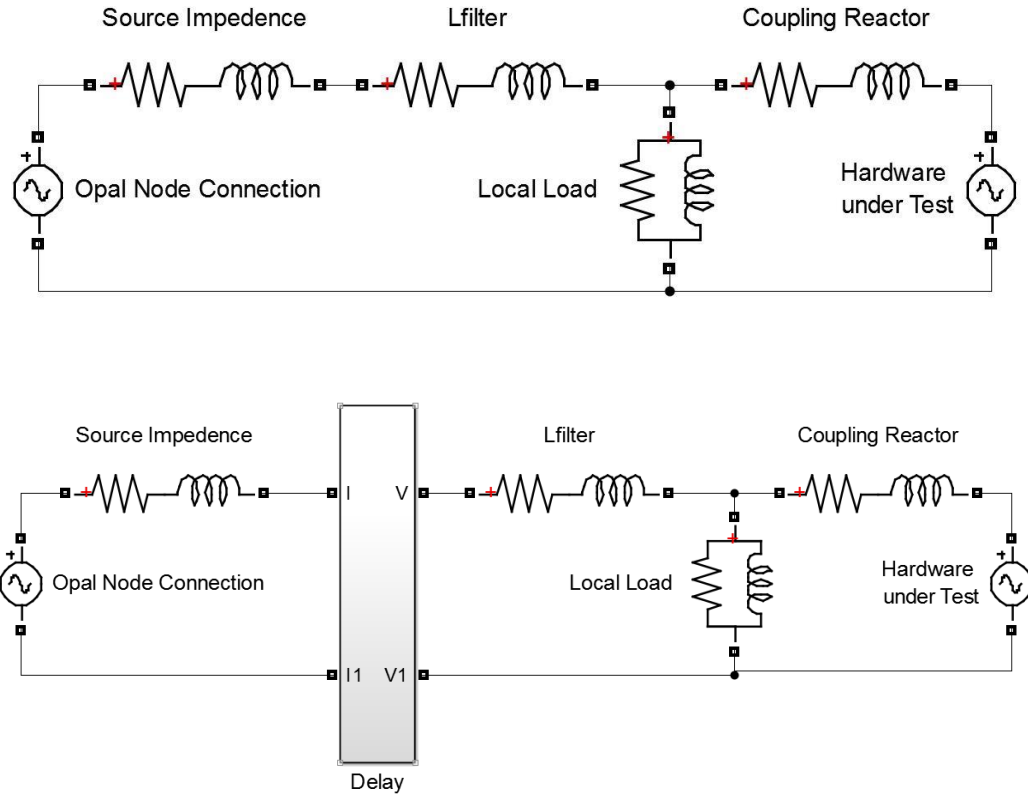 Source Impedence
Lfilter
Coupling Reactor
Opal Node Connection
Local Load
Hardware
under Test
Source Impedence
Lfilter
Coupling Reactor
I
V
Opal Node Connection
Local Load
Hardware
under Test
I1
V1
Delay